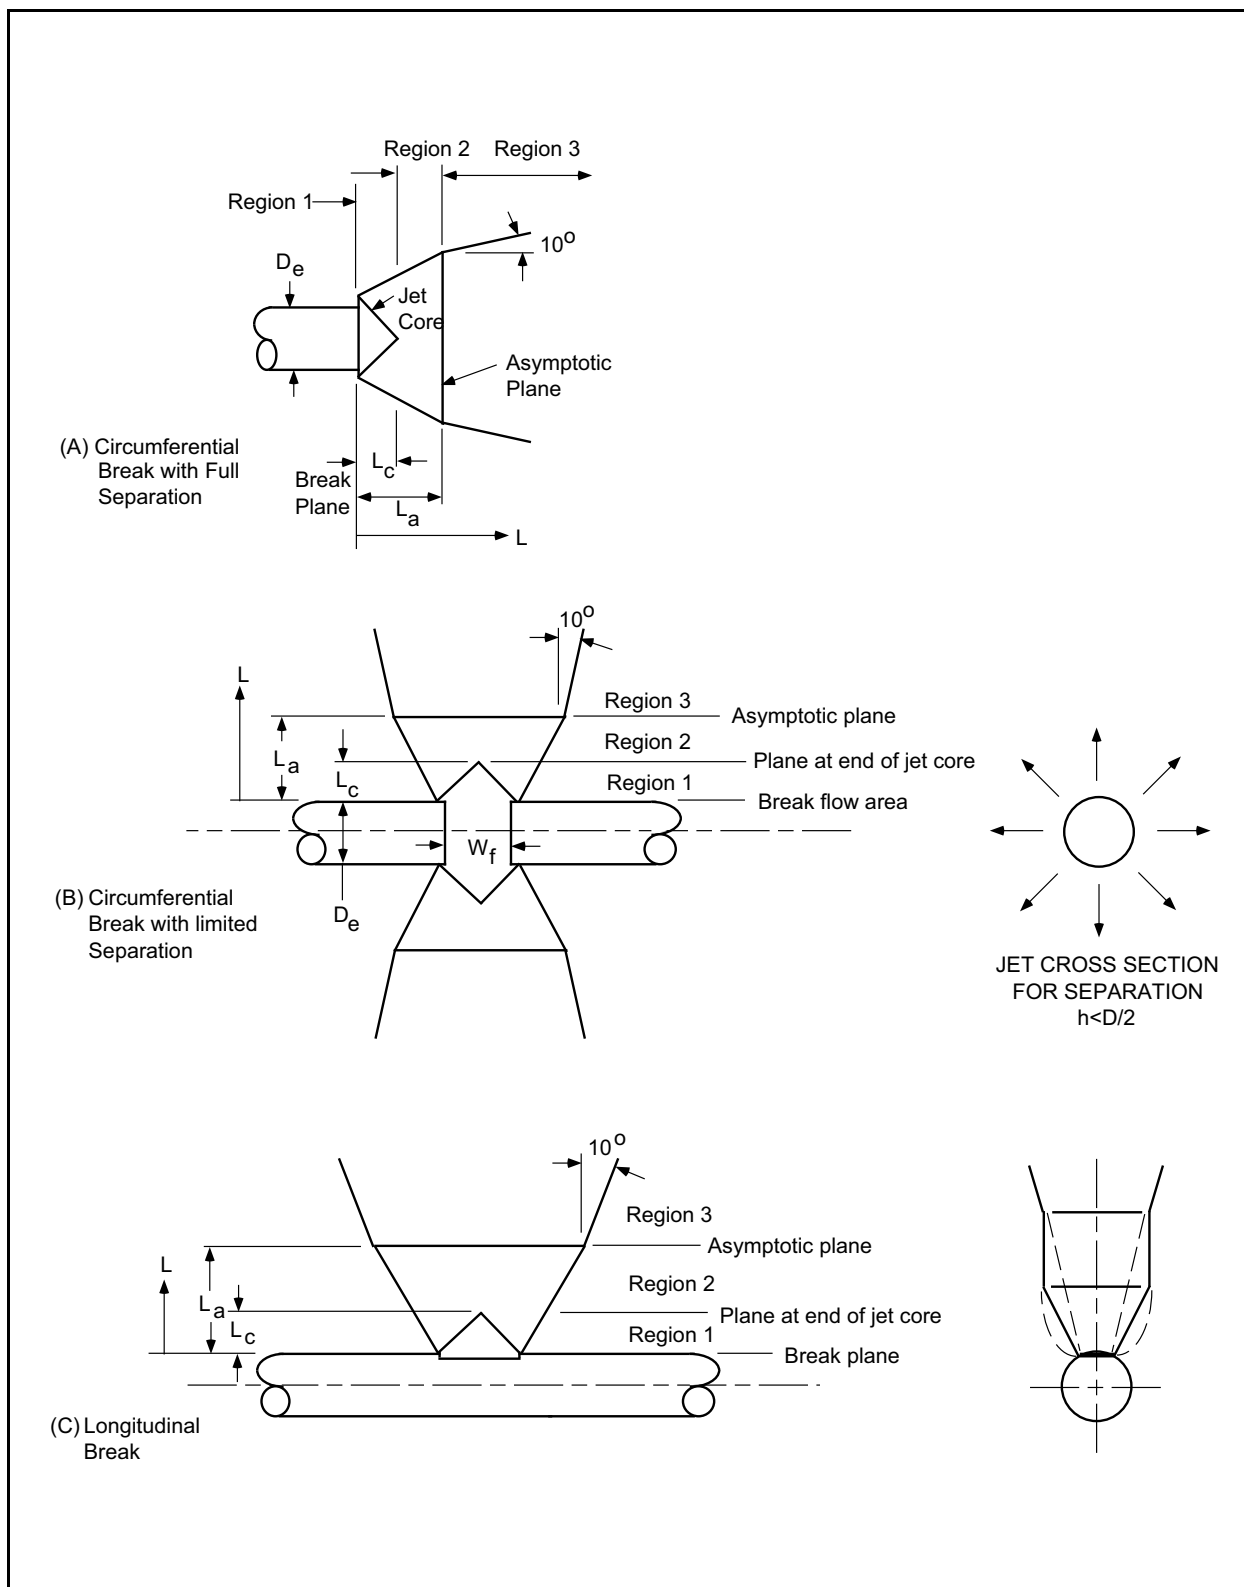 Region 2
Region 3
Region 1
10o
De
Jet
Core
Asymptotic
Plane
(A) Circumferential
Break with Full
Separation
Lc
Break
Plane
La
L
10o
L
Region 3
Asymptotic plane
Region 2
La
Plane at end of jet core
Lc
Region 1
Break flow area
Wf
(B) Circumferential
Break with limited
Separation
De
JET CROSS SECTION
FOR SEPARATION
h<D/2
10o
Region 3
Asymptotic plane
L
Region 2
La
Plane at end of jet core
Lc
Region 1
Break plane
(C) Longitudinal
Break